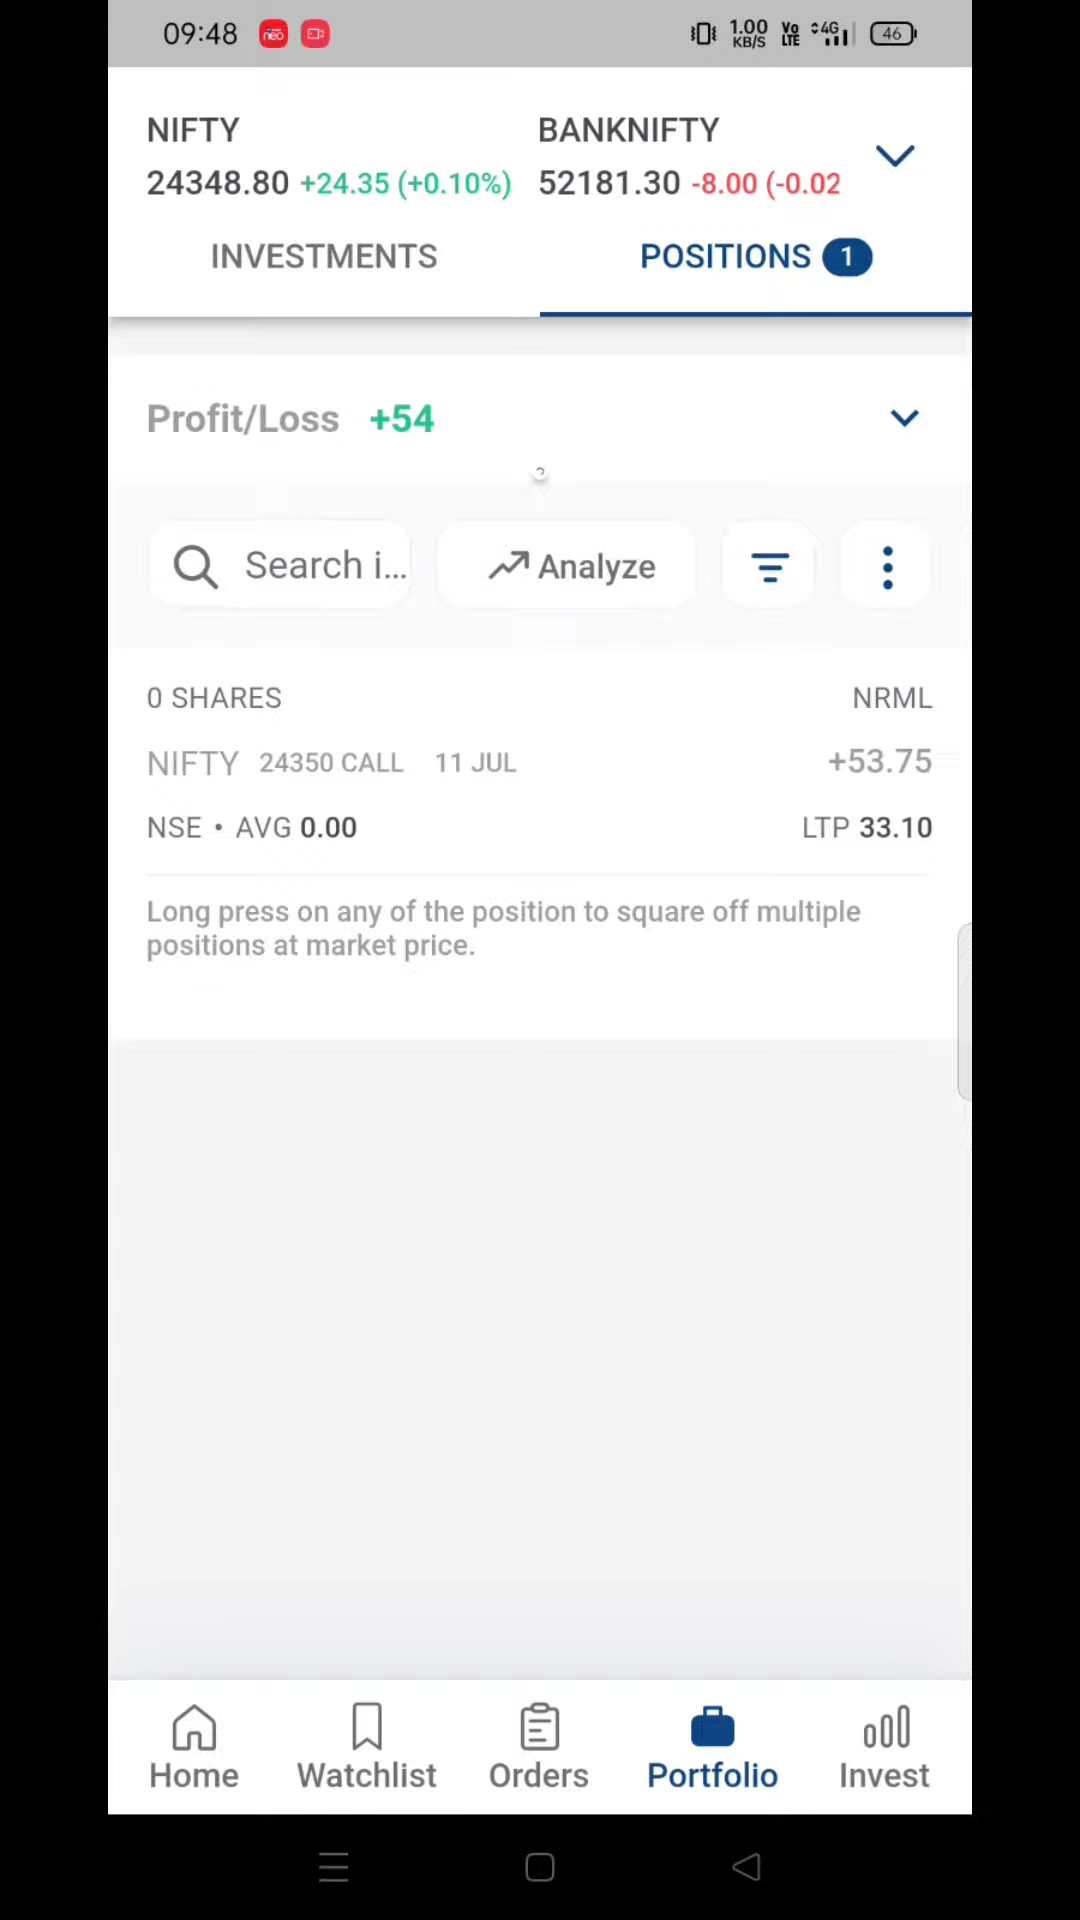 09:48 neo 1.00 KB/S Vo LTE 4G 46
NIFTY BANKNIFTY
24348.80 +24.35 (+0.10%) 52181.30 -8.00 (-0.02
INVESTMENTS POSITIONS 1
Profit/Loss +54
Search i... Analyze
0 SHARES NRML
NIFTY 24350 CALL 11 JUL +53.75
NSE • AVG 0.00 LTP 33.10
Long press on any of the position to square off multiple
positions at market price.
Home Watchlist Orders Portfolio Invest